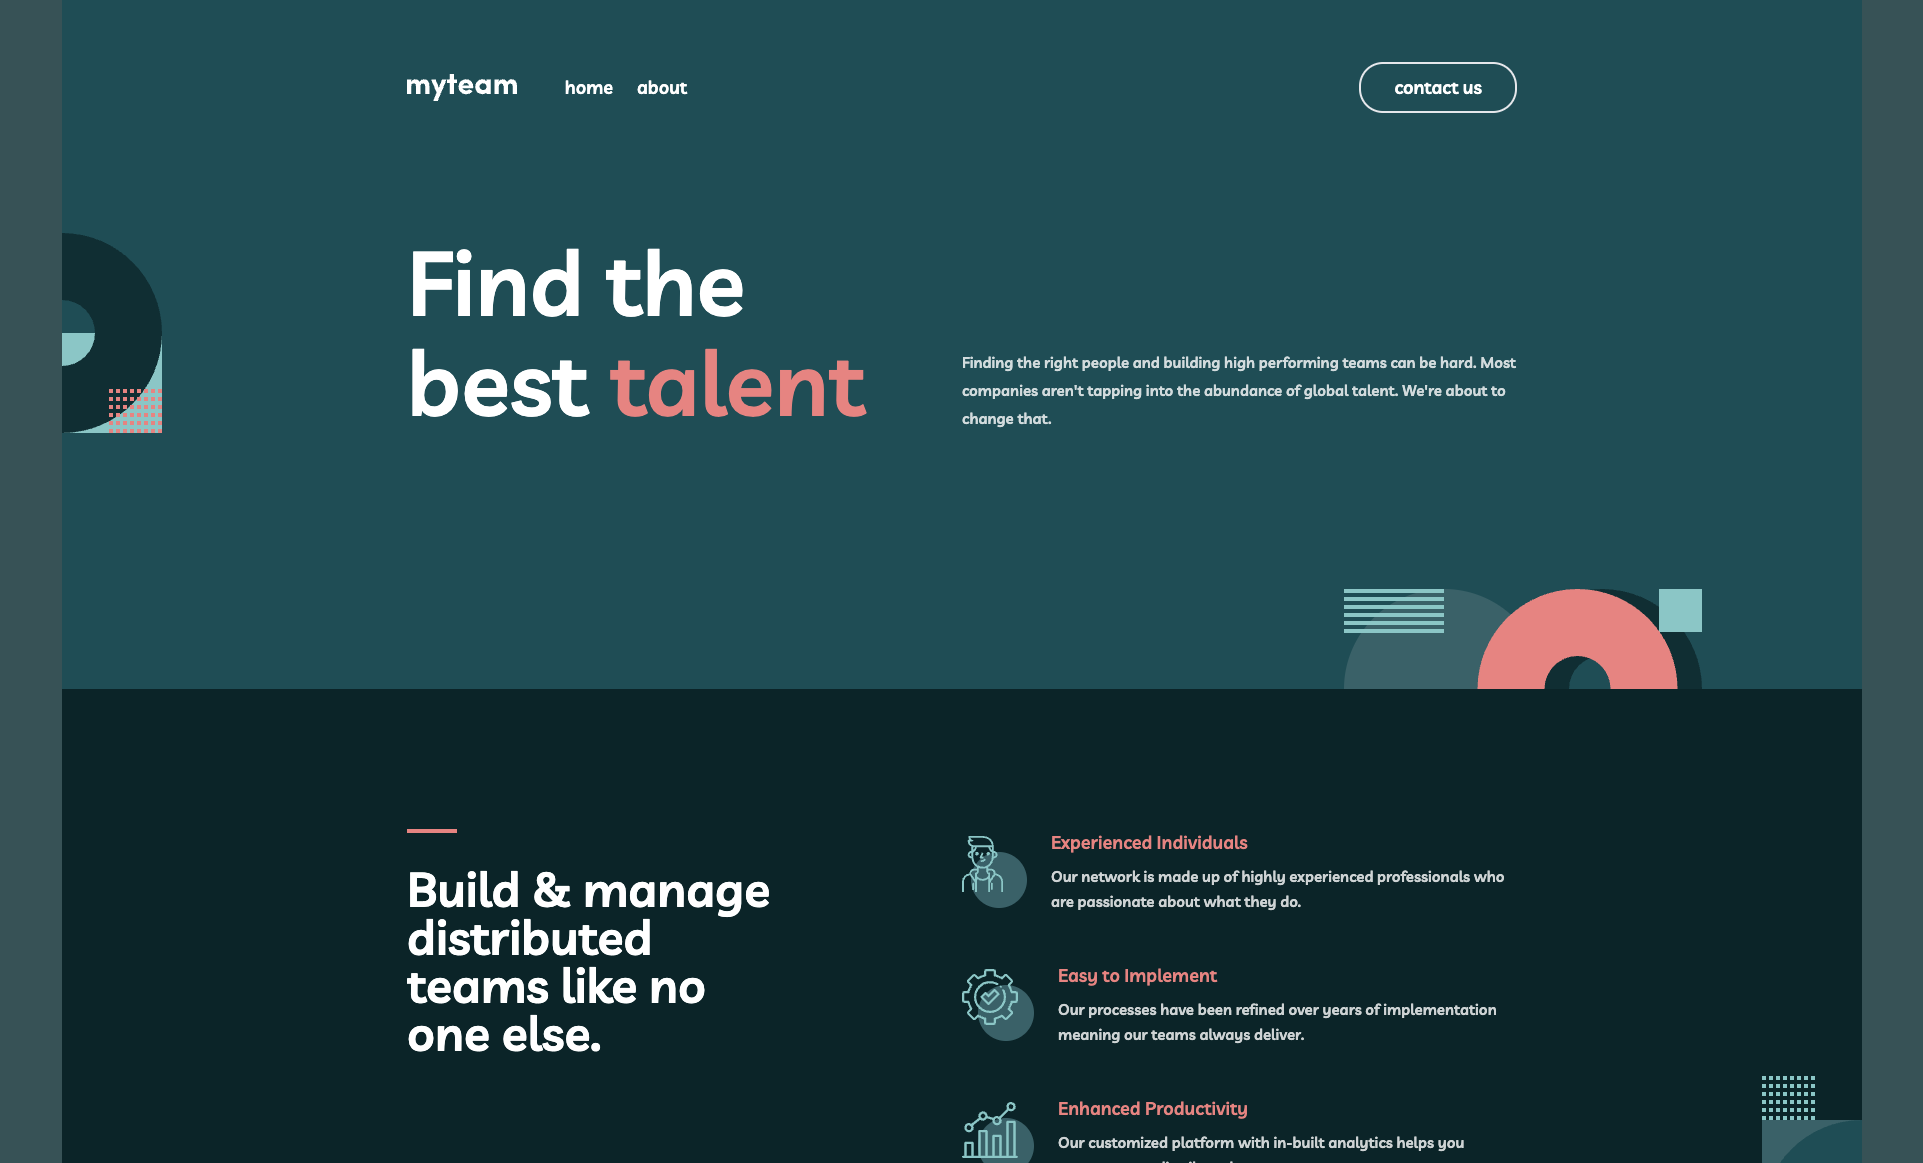 myteam home about contact us
Find the
best talent
Finding the right people and building high performing teams can be hard. Most
companies aren't tapping into the abundance of global talent. We're about to
change that.
Build & manage
distributed
teams like no
one else.
Experienced Individuals
Our network is made up of highly experienced professionals who
are passionate about what they do.
Easy to Implement
Our processes have been refined over years of implementation
meaning our teams always deliver.
Enhanced Productivity
Our customized platform with in-built analytics helps you